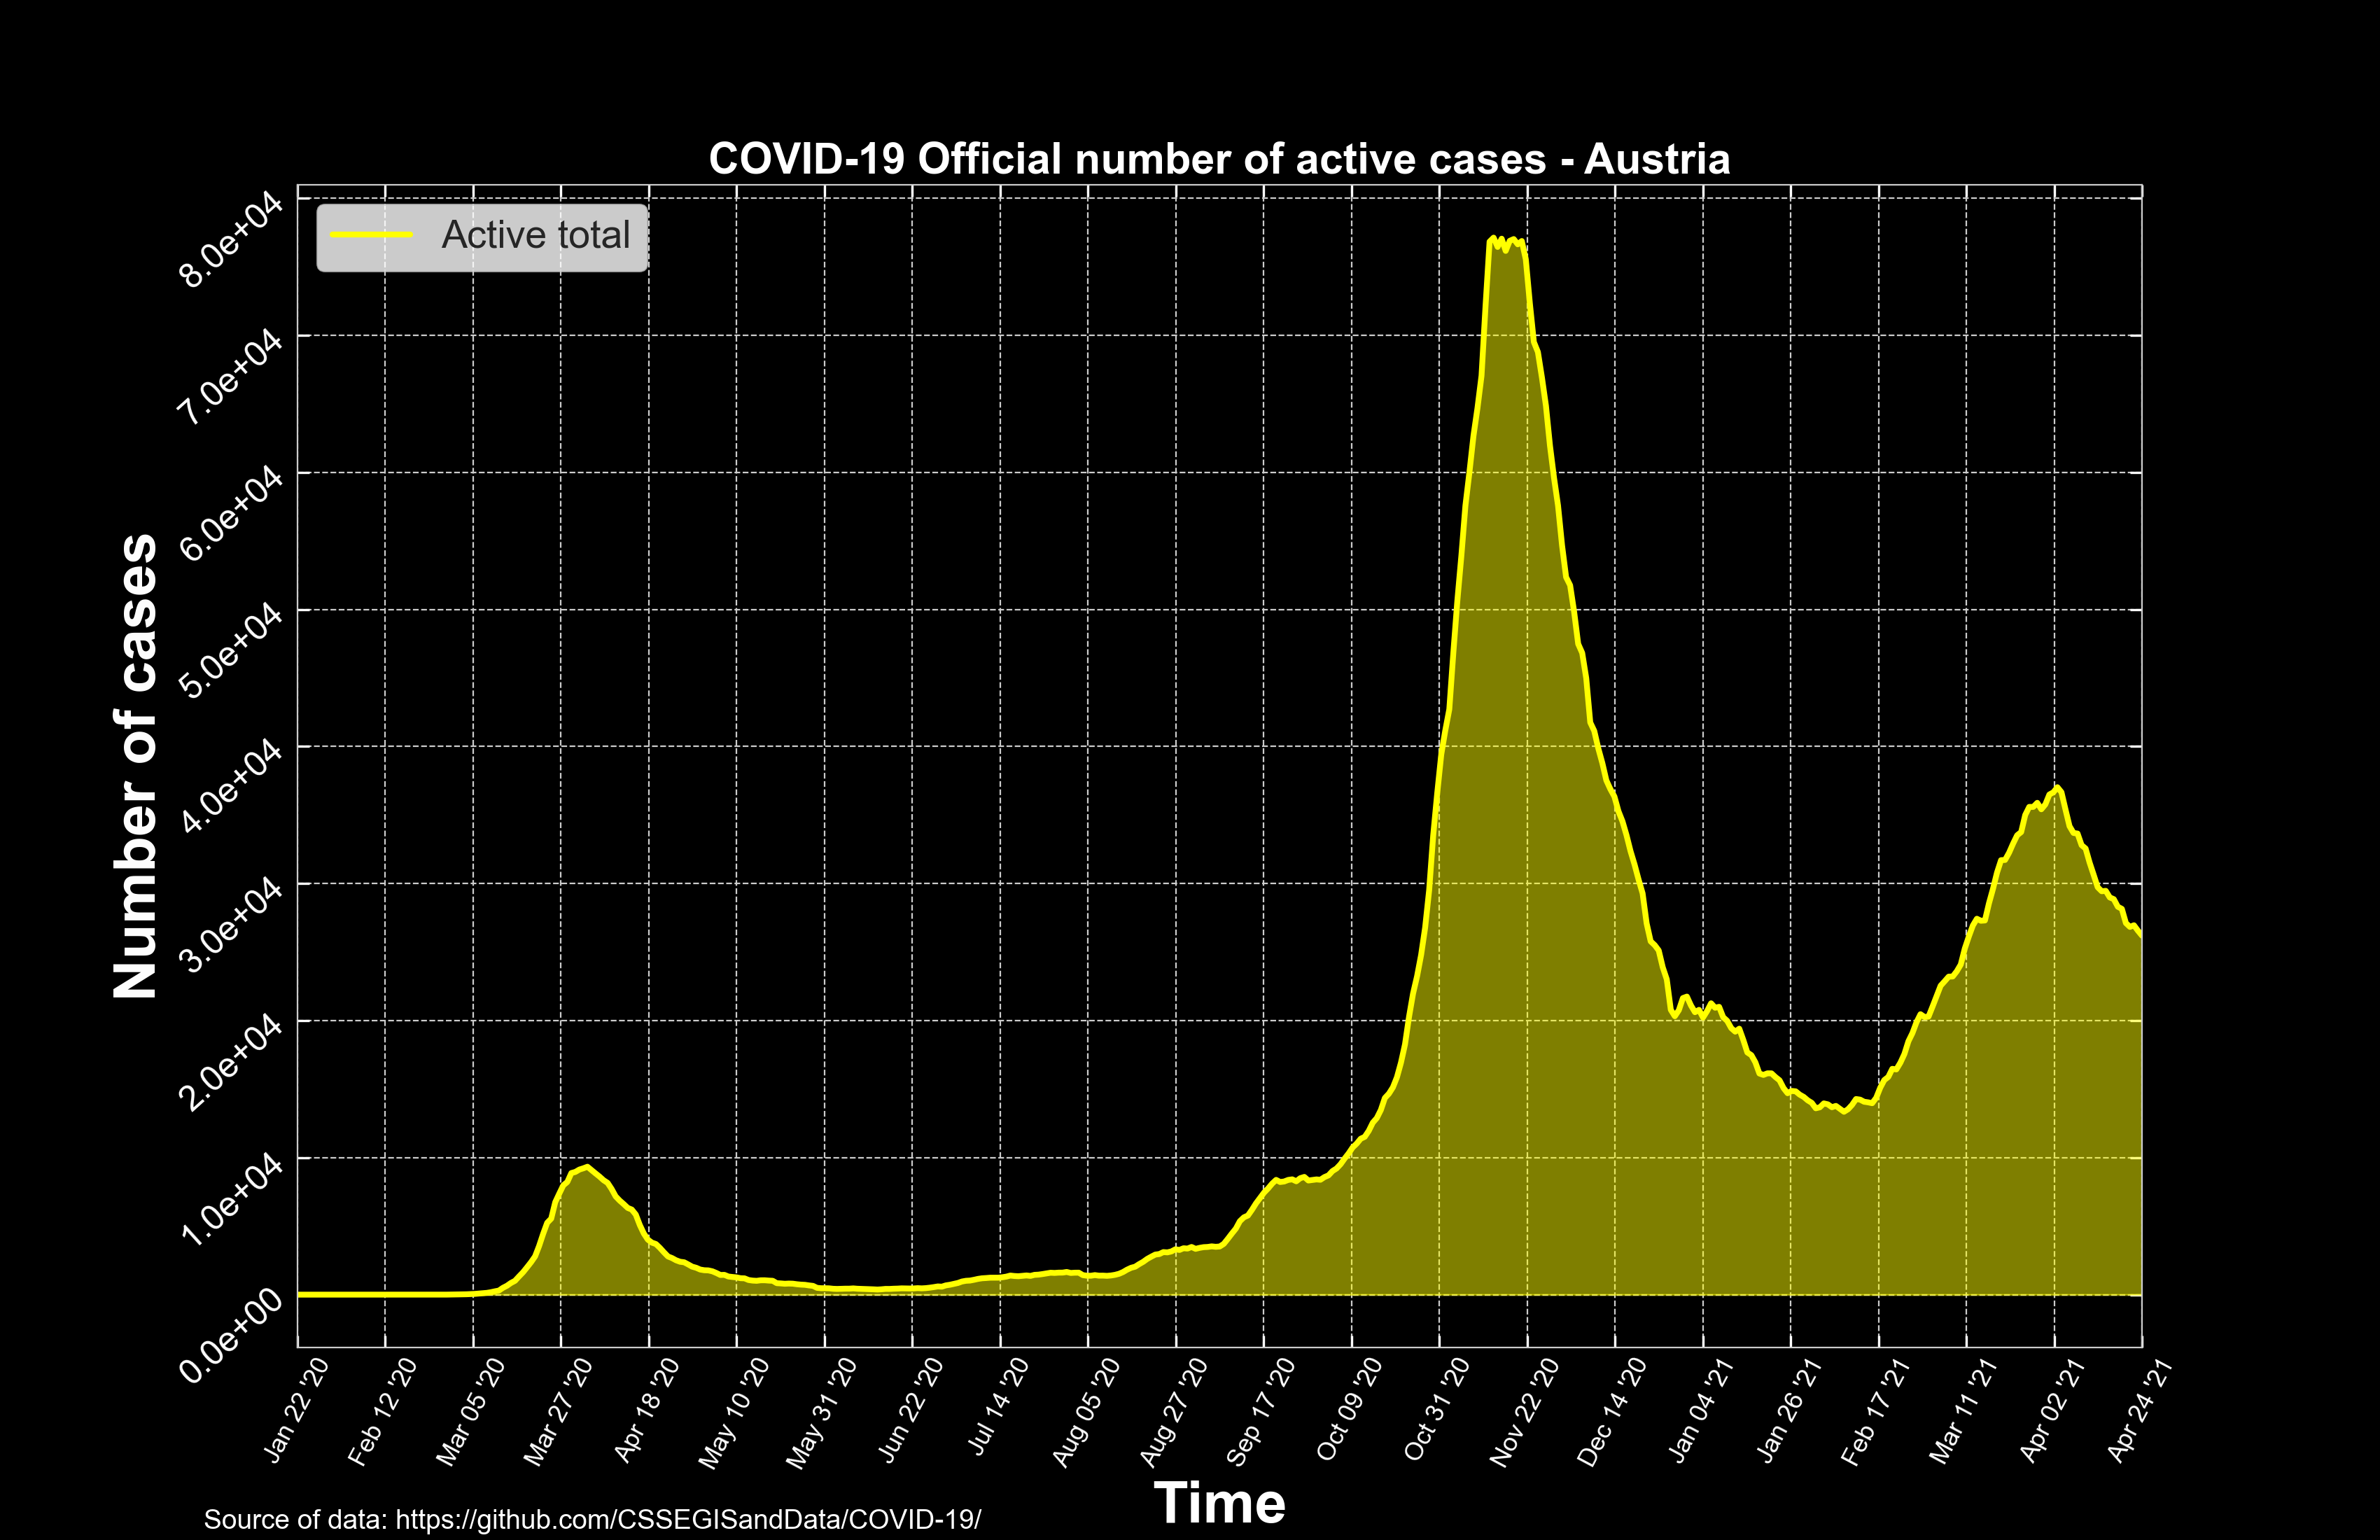 COVID-19 Official number of active cases - Austria
Active total
Number of cases
8.0e+04
7.0e+04
6.0e+04
5.0e+04
4.0e+04
3.0e+04
2.0e+04
1.0e+04
0.0e+00
Jan 22 '20
Feb 12 '20
Mar 05 '20
Mar 27 '20
Apr 18 '20
May 10 '20
May 31 '20
Jun 22 '20
Jul 14 '20
Aug 05 '20
Aug 27 '20
Sep 17 '20
Oct 09 '20
Oct 31 '20
Nov 22 '20
Dec 14 '20
Jan 04 '21
Jan 26 '21
Feb 17 '21
Mar 11 '21
Apr 02 '21
Apr 24 '21
Time
Source of data: https://github.com/CSSEGISandData/COVID-19/